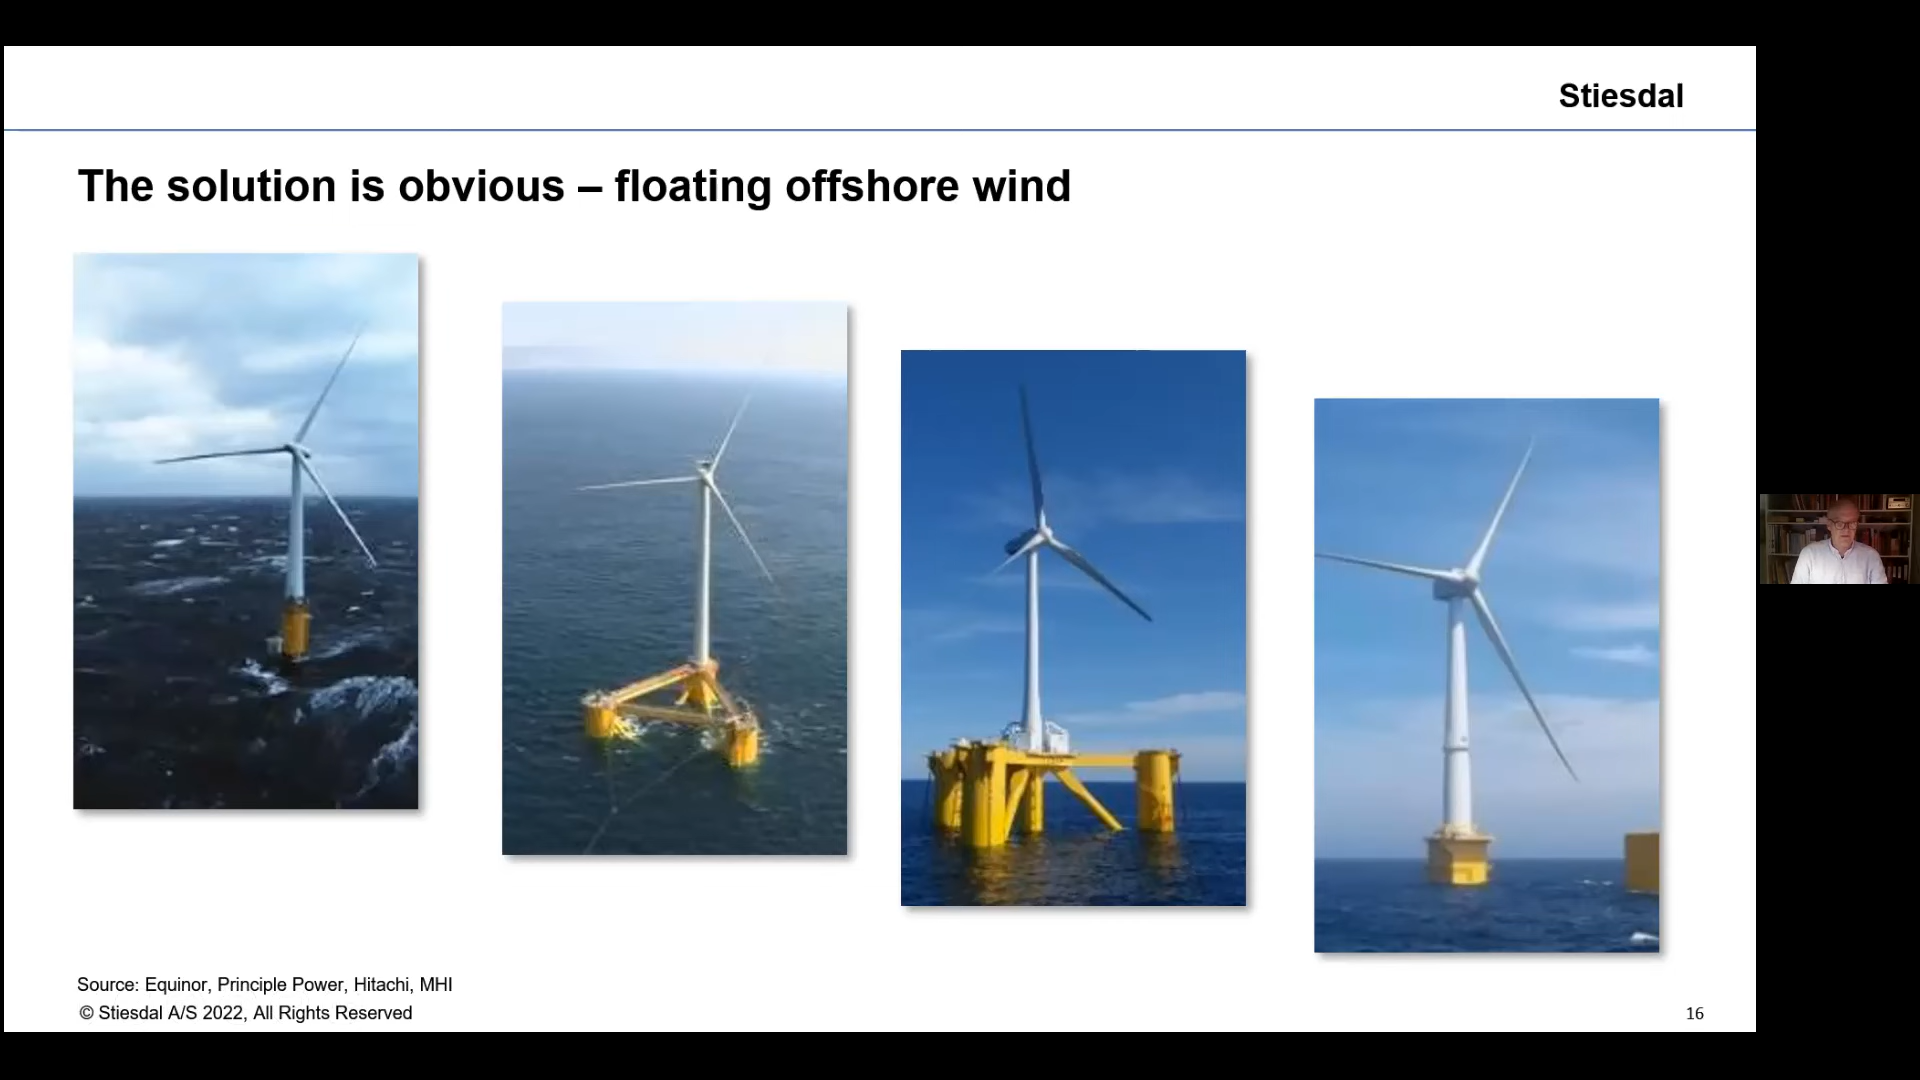 Stiesdal
The solution is obvious – floating offshore wind
Source: Equinor, Principle Power, Hitachi, MHI
© Stiesdal A/S 2022, All Rights Reserved
16